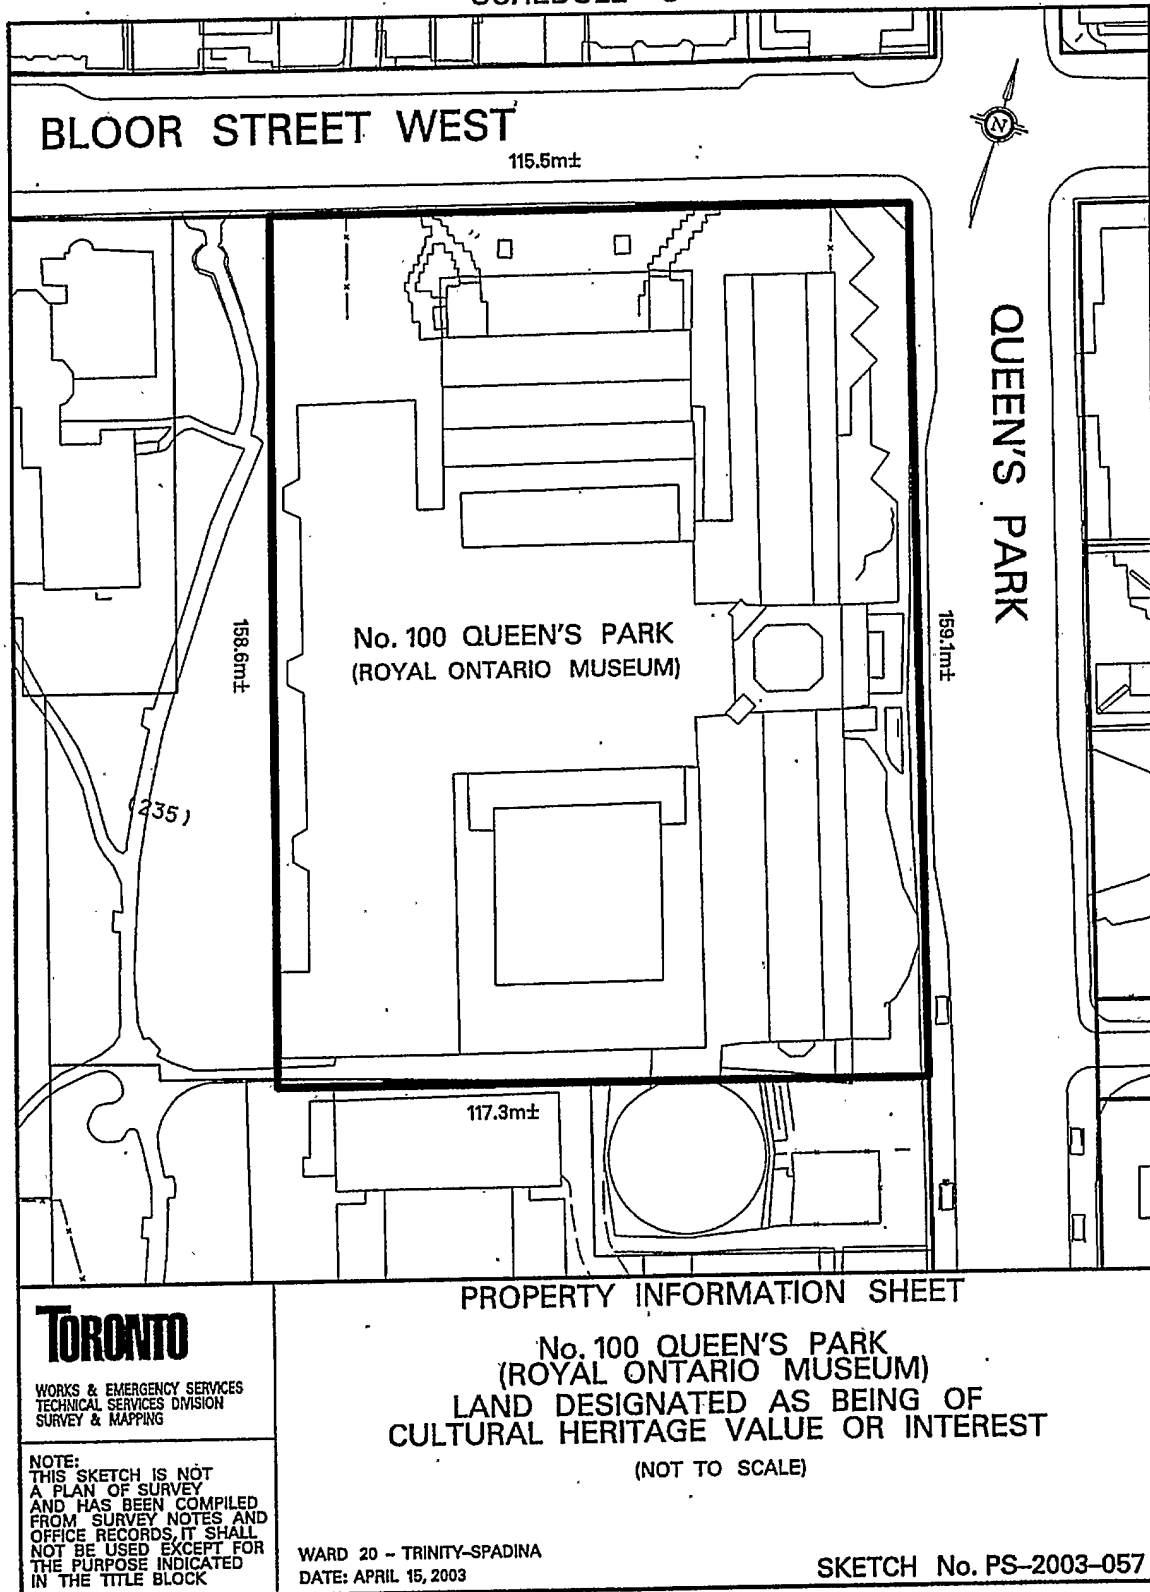 BLOOR STREET WEST
115.5m±
N
QUEEN'S PARK
158.6m±
No. 100 QUEEN'S PARK
(ROYAL ONTARIO MUSEUM)
159.1m±
(235)
117.3m±
TORONTO
WORKS & EMERGENCY SERVICES
TECHNICAL SERVICES DIVISION
SURVEY & MAPPING
NOTE:
THIS SKETCH IS NOT
A PLAN OF SURVEY
AND HAS BEEN COMPILED
FROM SURVEY NOTES AND
OFFICE RECORDS, IT SHALL
NOT BE USED EXCEPT FOR
THE PURPOSE INDICATED
IN THE TITLE BLOCK
PROPERTY INFORMATION SHEET
No. 100 QUEEN'S PARK
(ROYAL ONTARIO MUSEUM)
LAND DESIGNATED AS BEING OF
CULTURAL HERITAGE VALUE OR INTEREST
(NOT TO SCALE)
WARD 20 - TRINITY-SPADINA
DATE: APRIL 15, 2003
SKETCH No. PS-2003-057